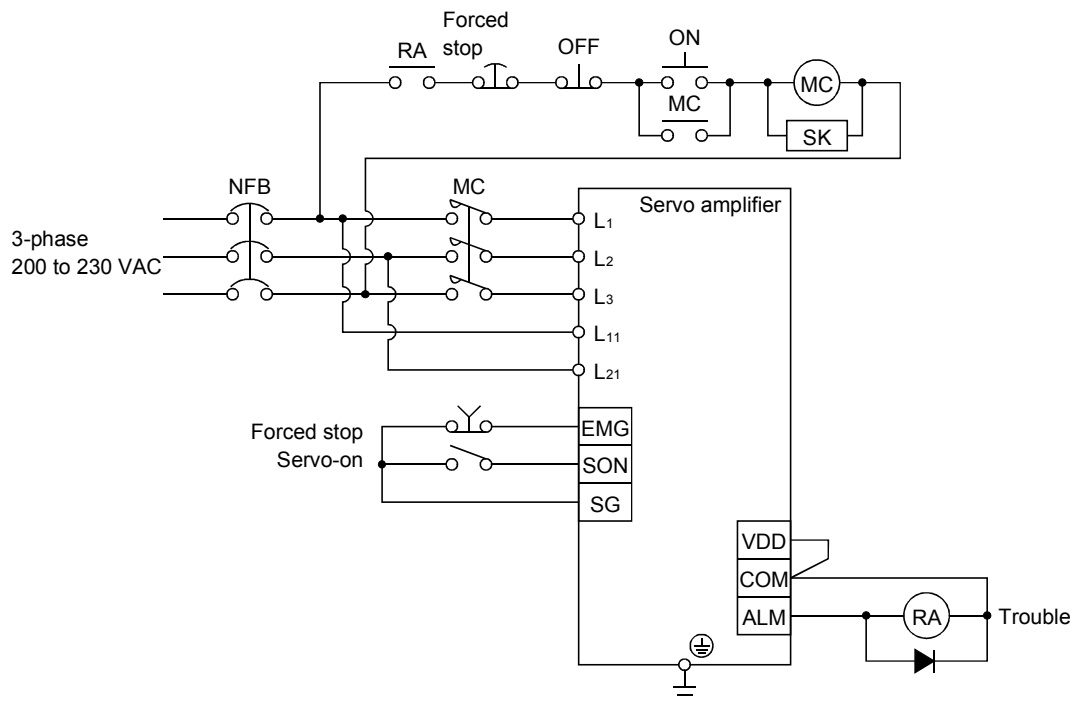 Forced
stop
RA
OFF
ON
MC
MC
SK
NFB
MC
Servo amplifier
3-phase
200 to 230 VAC
L1
L2
L3
L11
L21
Forced stop
Servo-on
EMG
SON
SG
VDD
COM
ALM
RA
Trouble